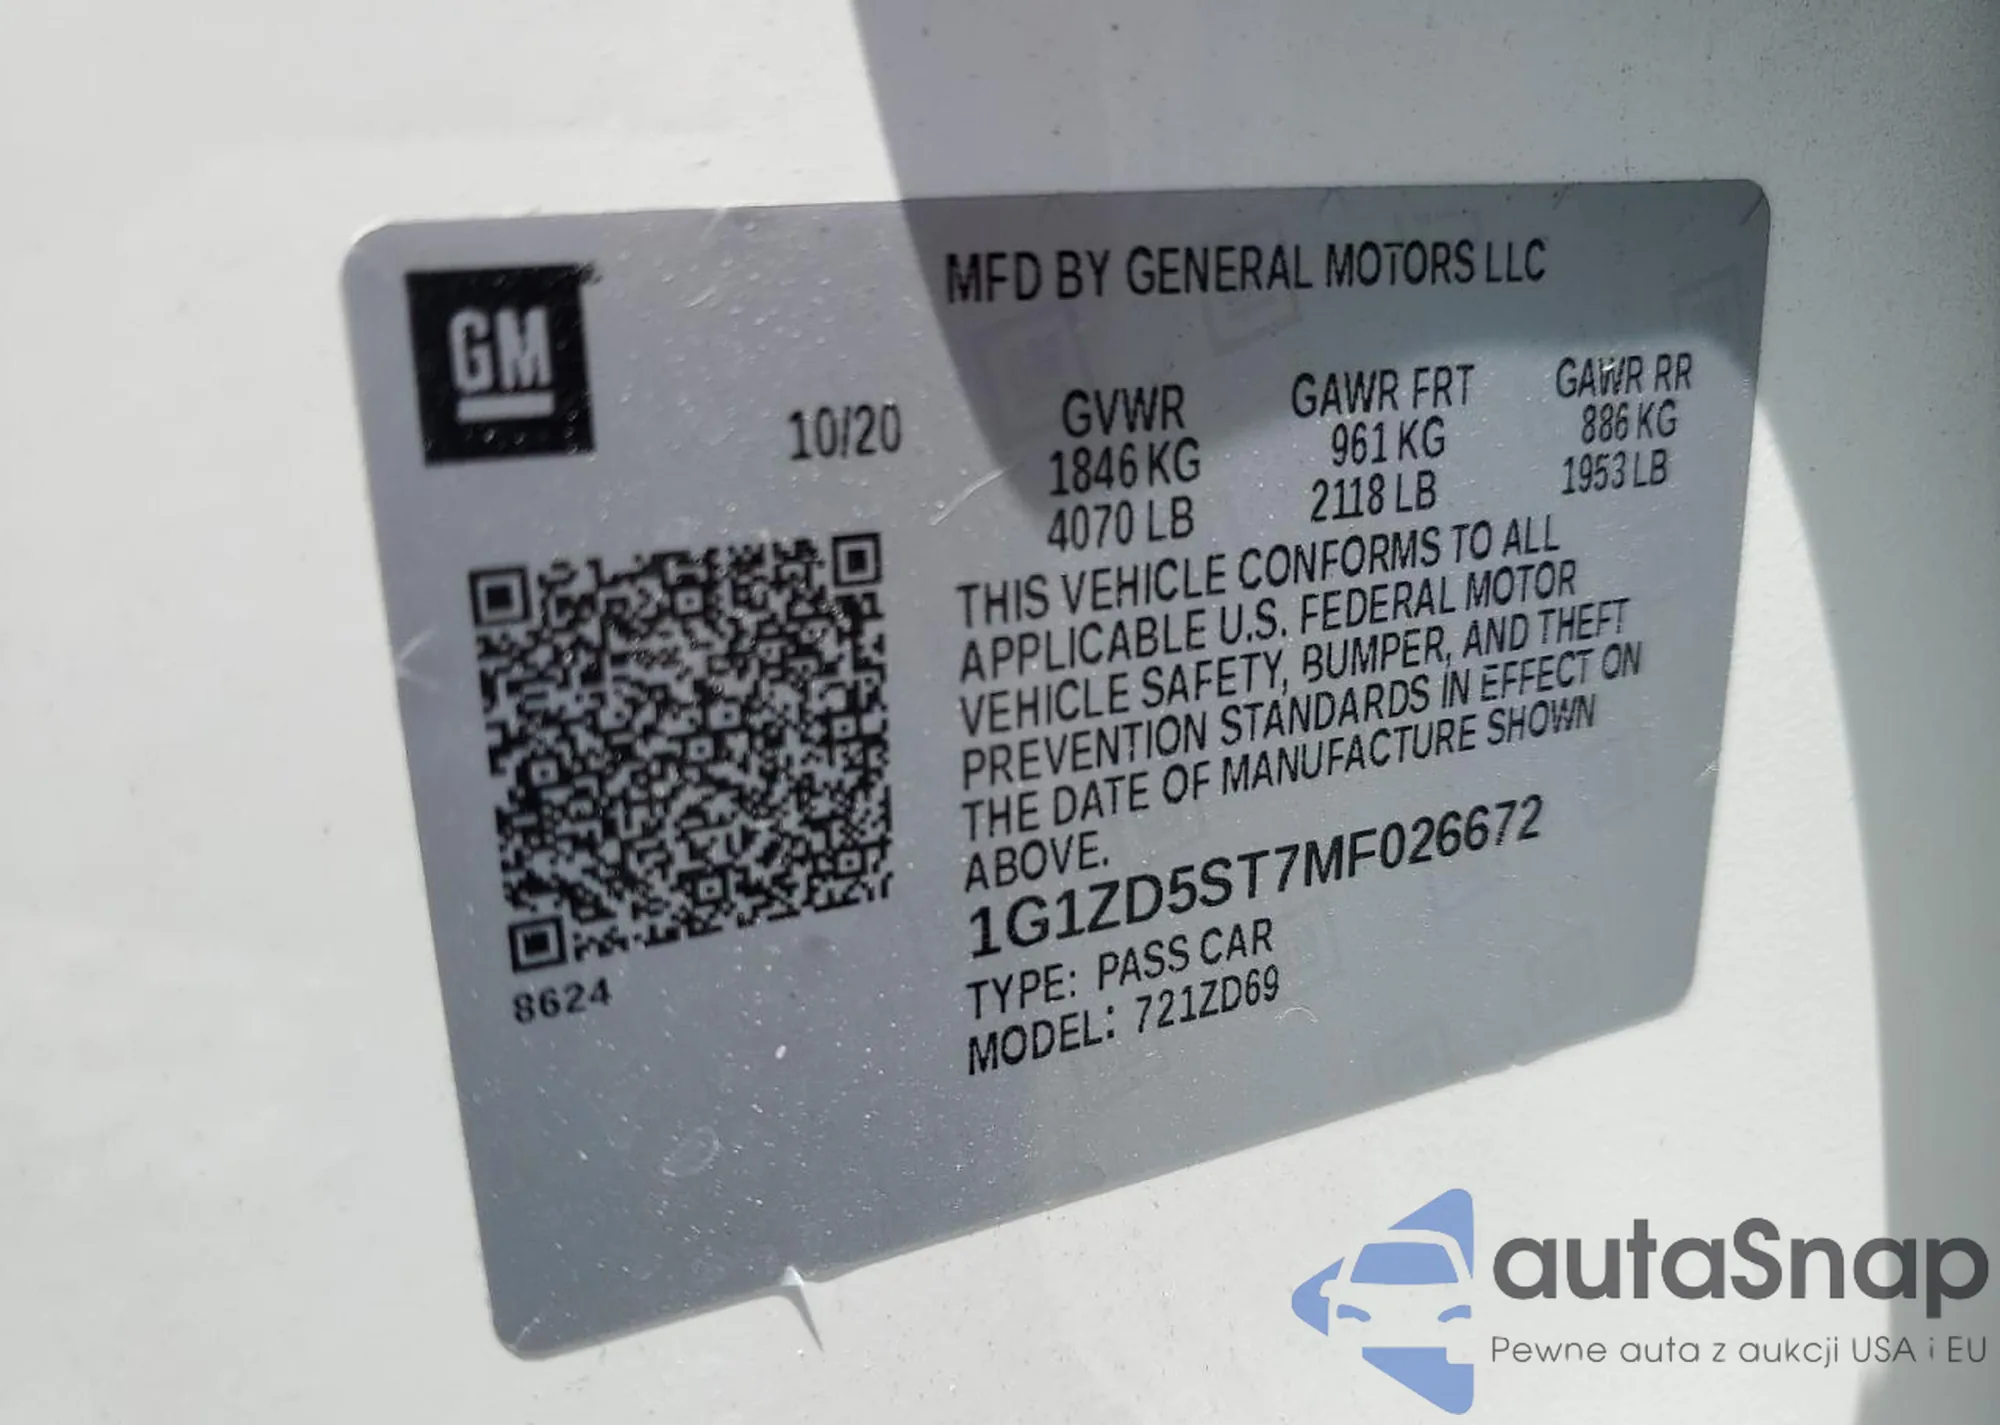 GM
MFD BY GENERAL MOTORS LLC
10/20
GVWR GAWR FRT GAWR RR
1846 KG 961 KG 886 KG
4070 LB 2118 LB 1953 LB
THIS VEHICLE CONFORMS TO ALL
APPLICABLE U.S. FEDERAL MOTOR
VEHICLE SAFETY, BUMPER, AND THEFT
PREVENTION STANDARDS IN EFFECT ON
THE DATE OF MANUFACTURE SHOWN
ABOVE.
1G1ZD5ST7MF026672
TYPE: PASS CAR
MODEL: 721ZD69
8624
autaSnap
Pewne auta z aukcji USA i EU